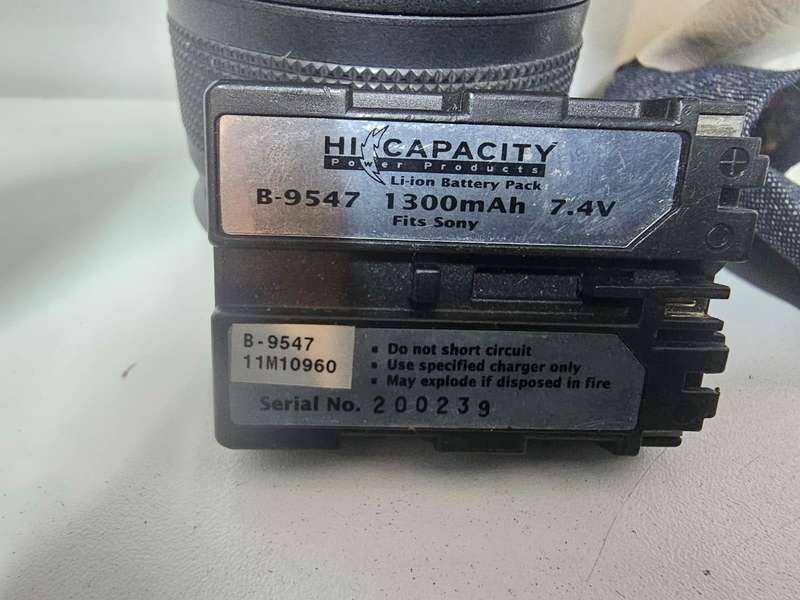 HI CAPACITY
Power Products
Li-ion Battery Pack
B-9547 1300mAh 7.4V
Fits Sony
+
B-9547
11M10960
▪ Do not short circuit
▪ Use specified charger only
▪ May explode if disposed in fire
Serial No. 200239